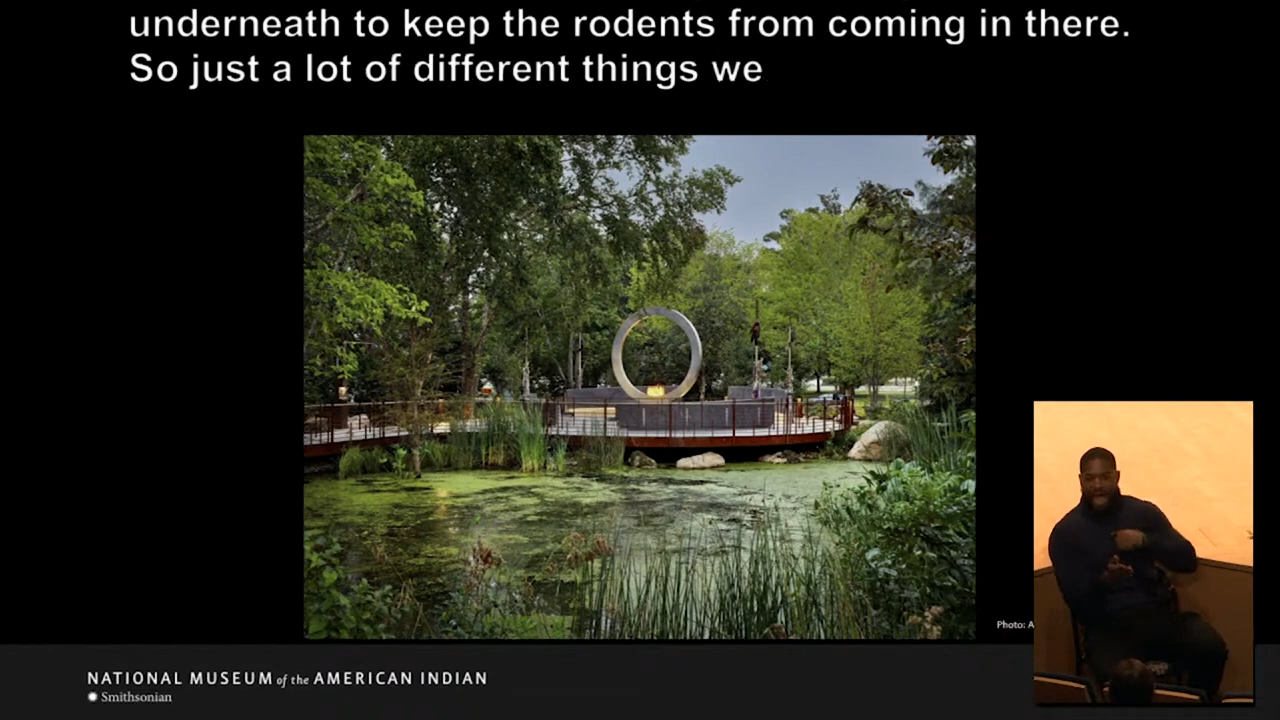 underneath to keep the rodents from coming in there.
So just a lot of different things we
Photo: A
NATIONAL MUSEUM of the AMERICAN INDIAN
Smithsonian